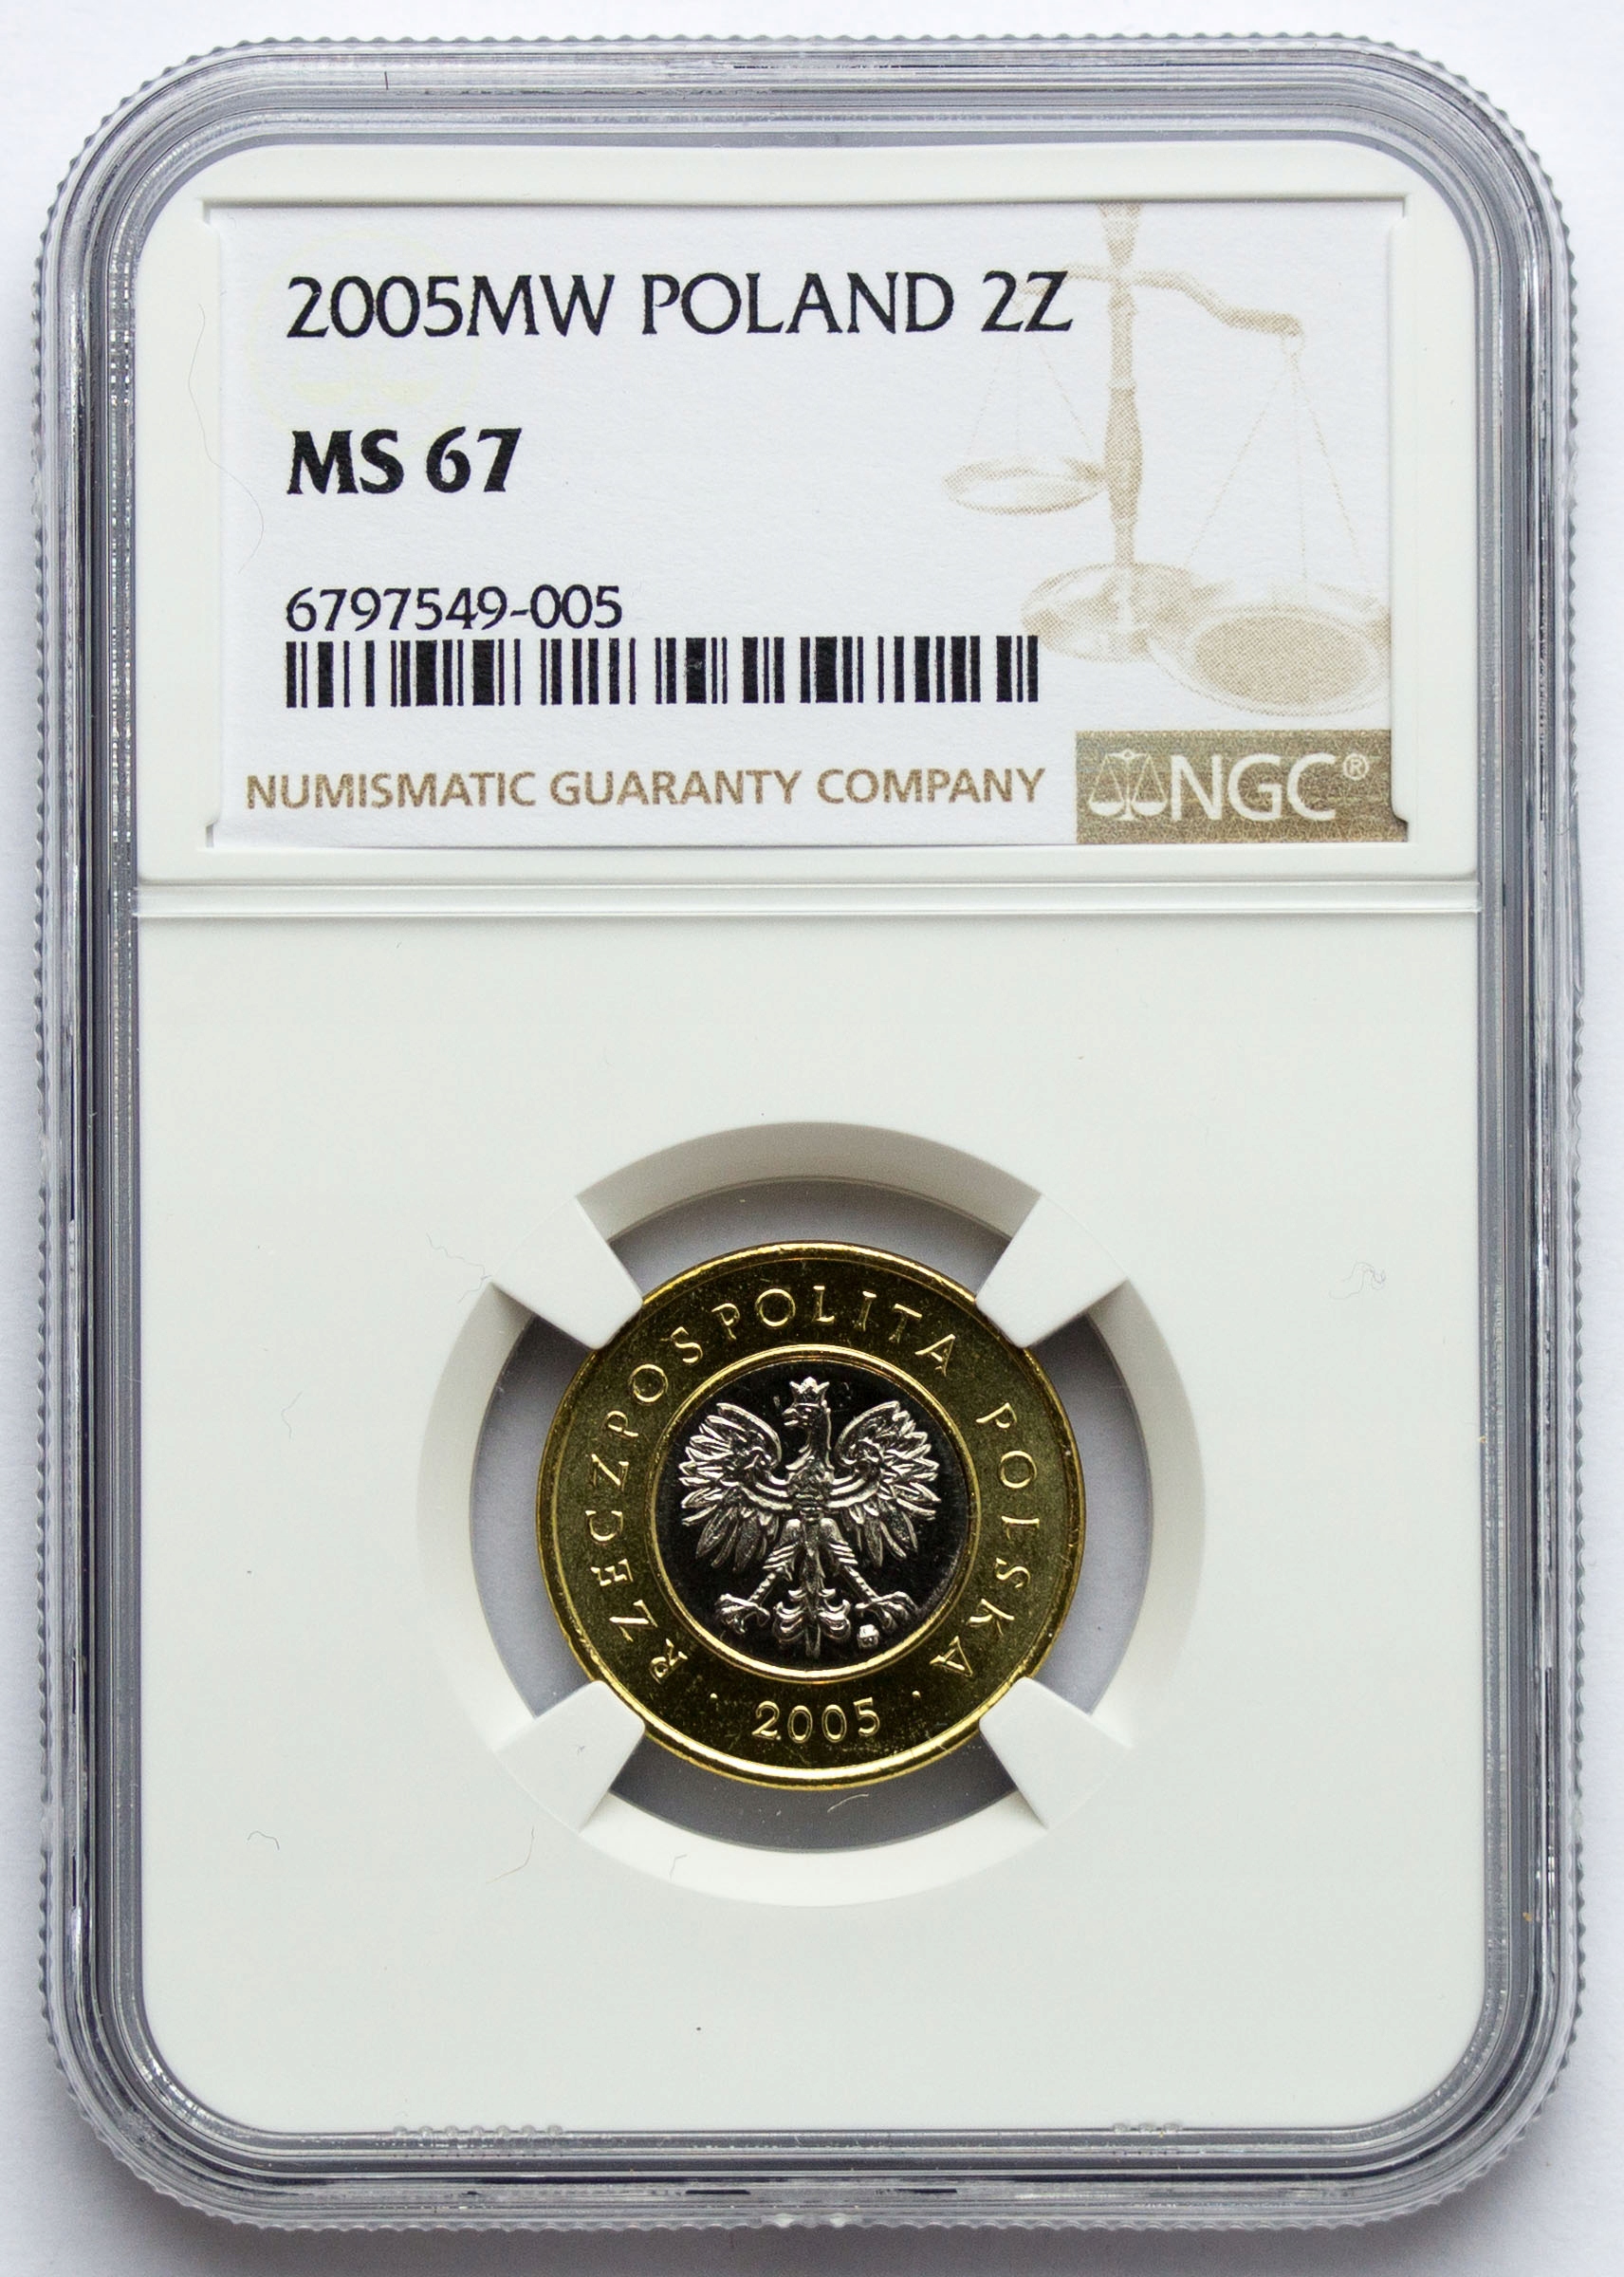 2005MW POLAND 2Z
MS 67
6797549-005
NUMISMATIC GUARANTY COMPANY
NGC®
RZECZPOSPOLITA POLSKA
· 2005 ·